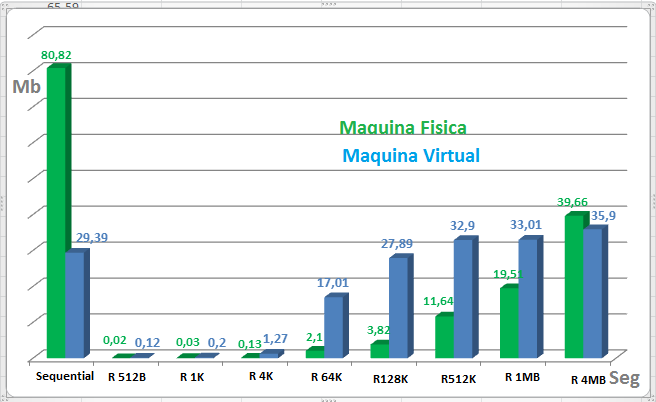 65,59
80,82
Mb
Maquina Fisica
Maquina Virtual
29,39
0,02
0,12
0,03
0,2
0,13
1,27
2,1
17,01
3,82
27,89
11,64
32,9
19,51
33,01
39,66
35,9
Sequential
R 512B
R 1K
R 4K
R 64K
R128K
R512K
R 1MB
R 4MB
Seg